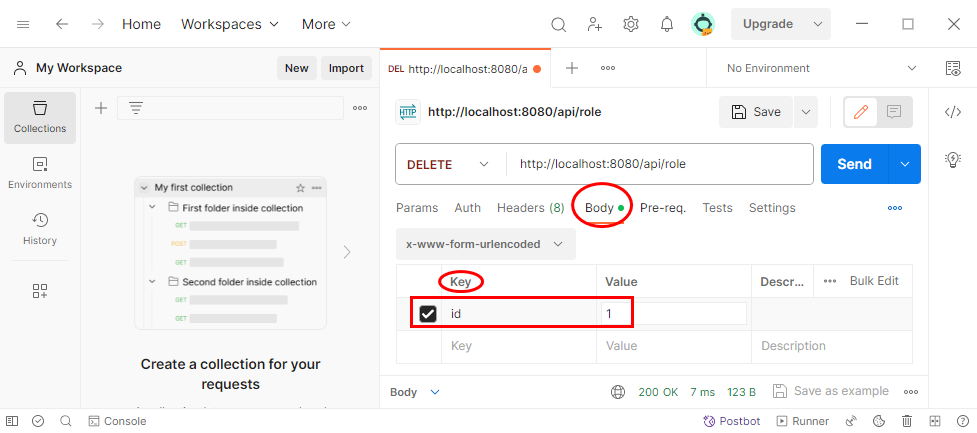 Home Workspaces More Upgrade
My Workspace New Import
DEL http://localhost:8080/a No Environment
Collections
http://localhost:8080/api/role Save
DELETE http://localhost:8080/api/role Send
Environments
My first collection
First folder inside collection
GET
POST
GET
Second folder inside collection
GET
GET
History
Params Auth Headers (8) Body Pre-req. Tests Settings
x-www-form-urlencoded
Key Value Descr... Bulk Edit
id 1
Key Value Description
Create a collection for your
requests
Body 200 OK 7 ms 123 B Save as example
Console Postbot Runner